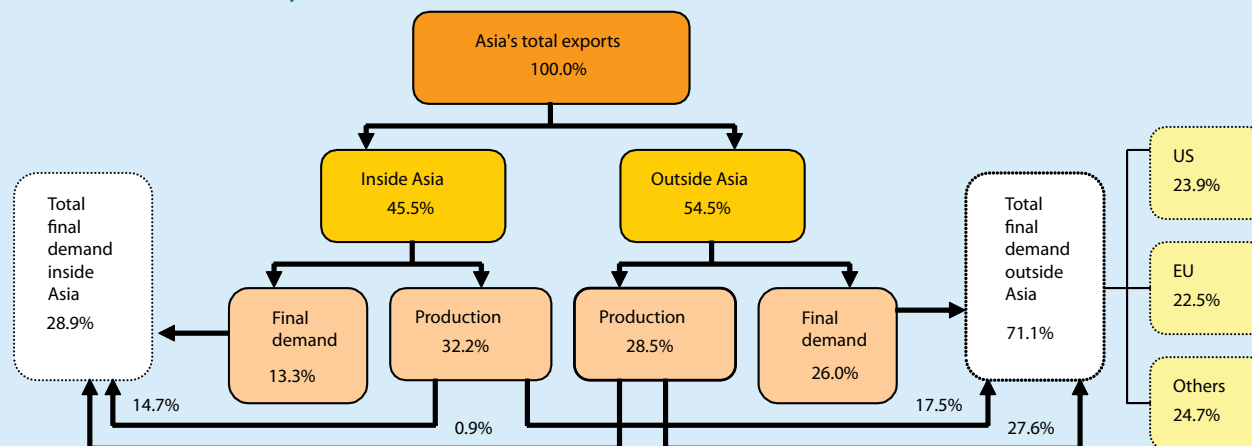 Asia's total exports
100.0%
Inside Asia
45.5%
Outside Asia
54.5%
US
23.9%
Total
final
demand
inside
Asia
28.9%
Total
final
demand
outside
Asia
71.1%
EU
22.5%
Final
demand
13.3%
Production
32.2%
Production
28.5%
Final
demand
26.0%
Others
24.7%
14.7%
0.9%
17.5%
27.6%